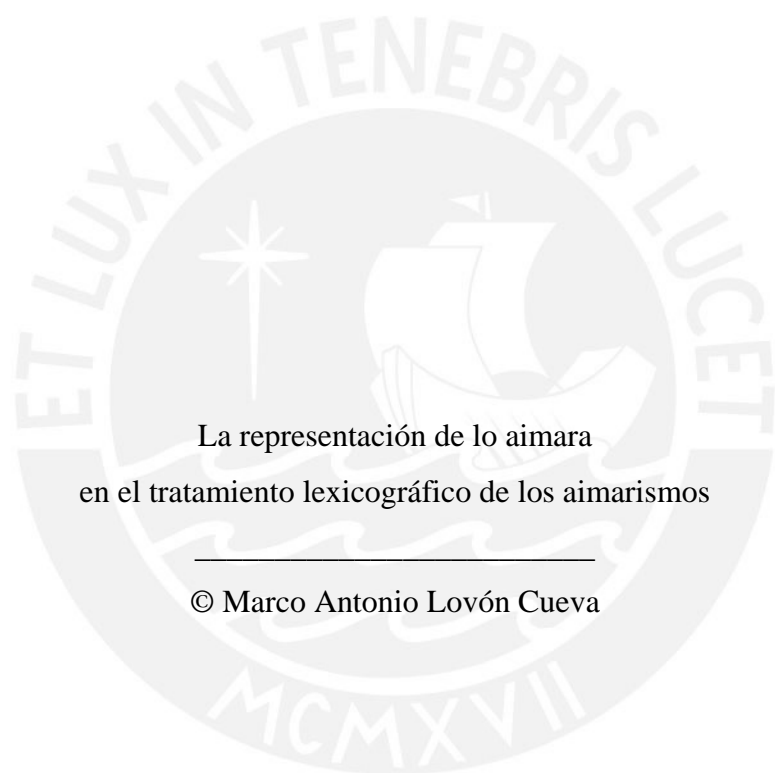 ET LUX IN TENEBRIS LUCET
La representación de lo aimara
en el tratamiento lexicográfico de los aimarismos
© Marco Antonio Lovón Cueva
MCMXVII